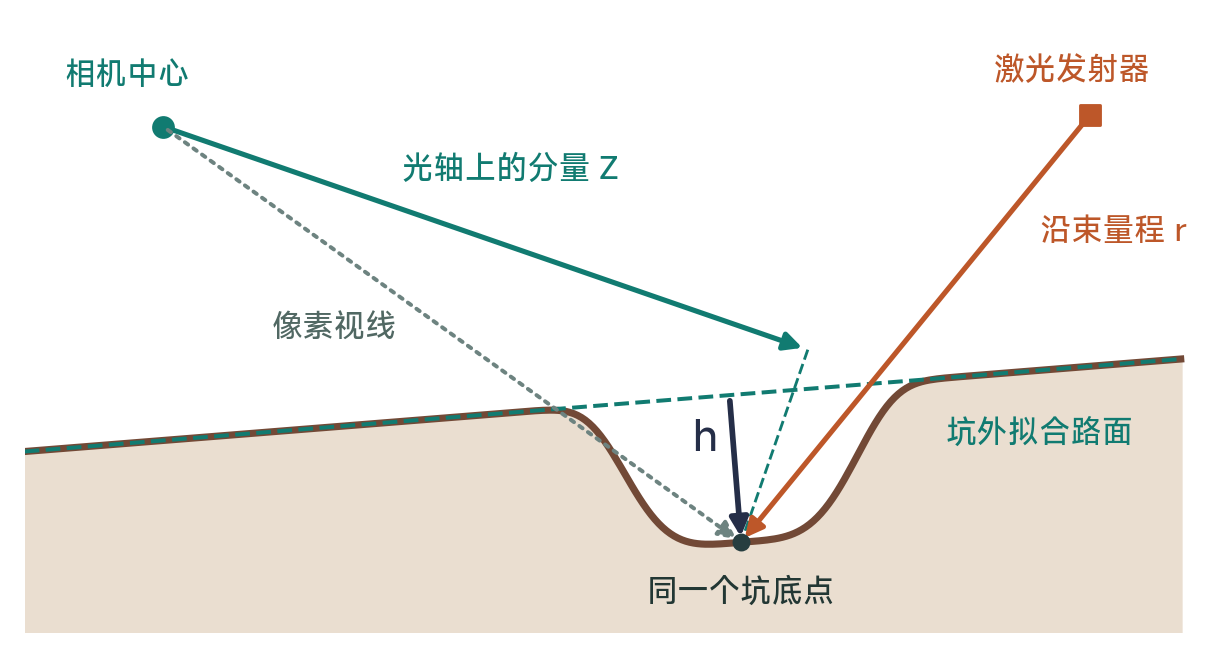 相机中心
激光发射器
光轴上的分量 Z
沿束量程 r
像素视线
h
坑外拟合路面
同一个坑底点